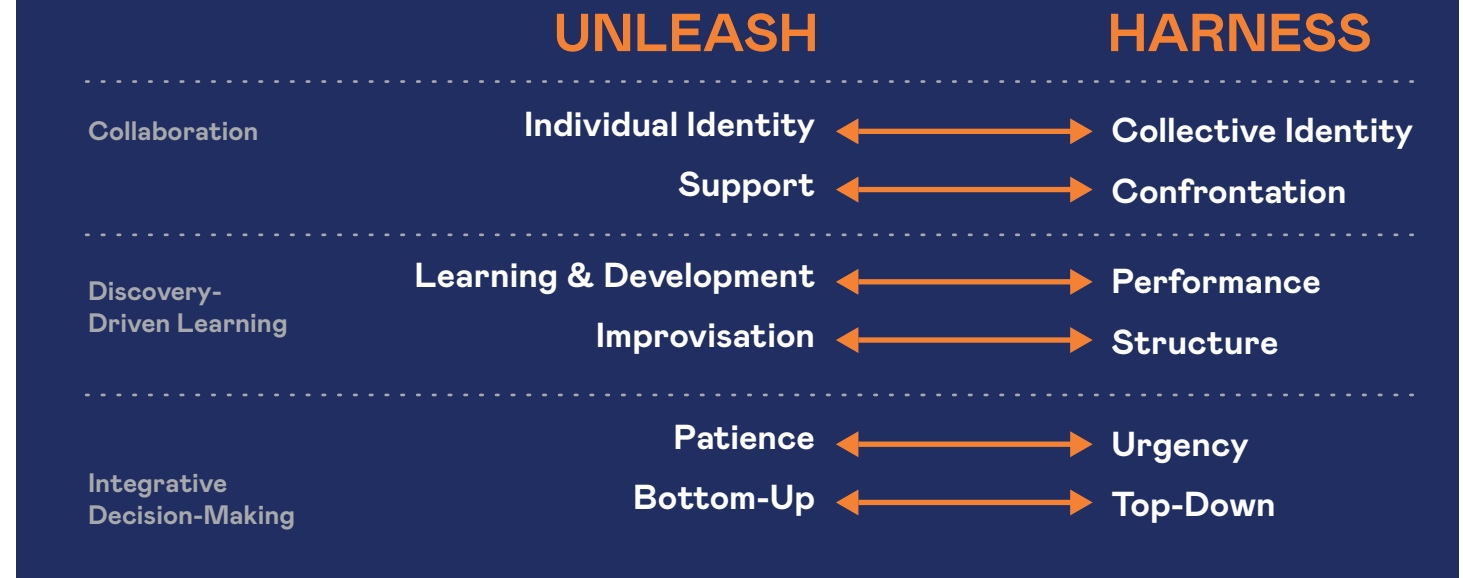 UNLEASH HARNESS
Collaboration
Individual Identity Collective Identity
Support Confrontation
Discovery-
Driven Learning
Learning & Development Performance
Improvisation Structure
Integrative
Decision-Making
Patience Urgency
Bottom-Up Top-Down